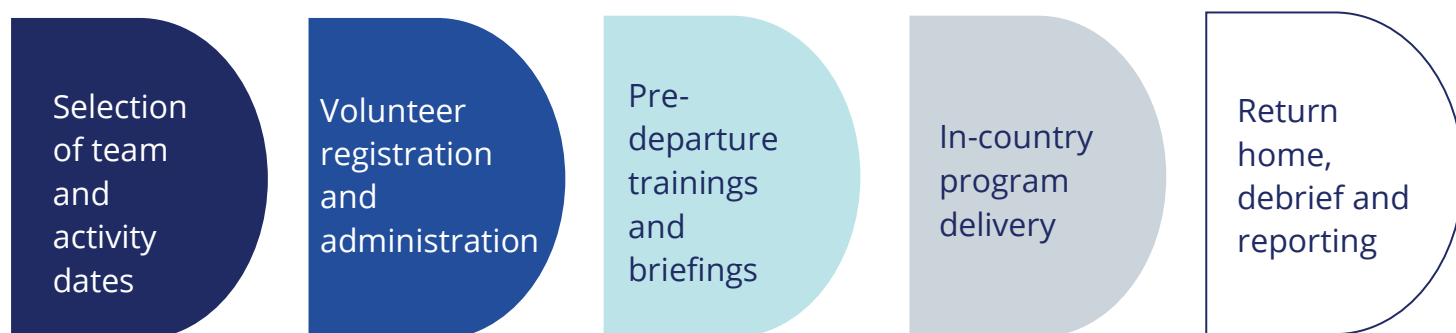 Selection
of team
and
activity
dates
Volunteer
registration
and
administration
Pre-
departure
trainings
and
briefings
In-country
program
delivery
Return
home,
debrief and
reporting